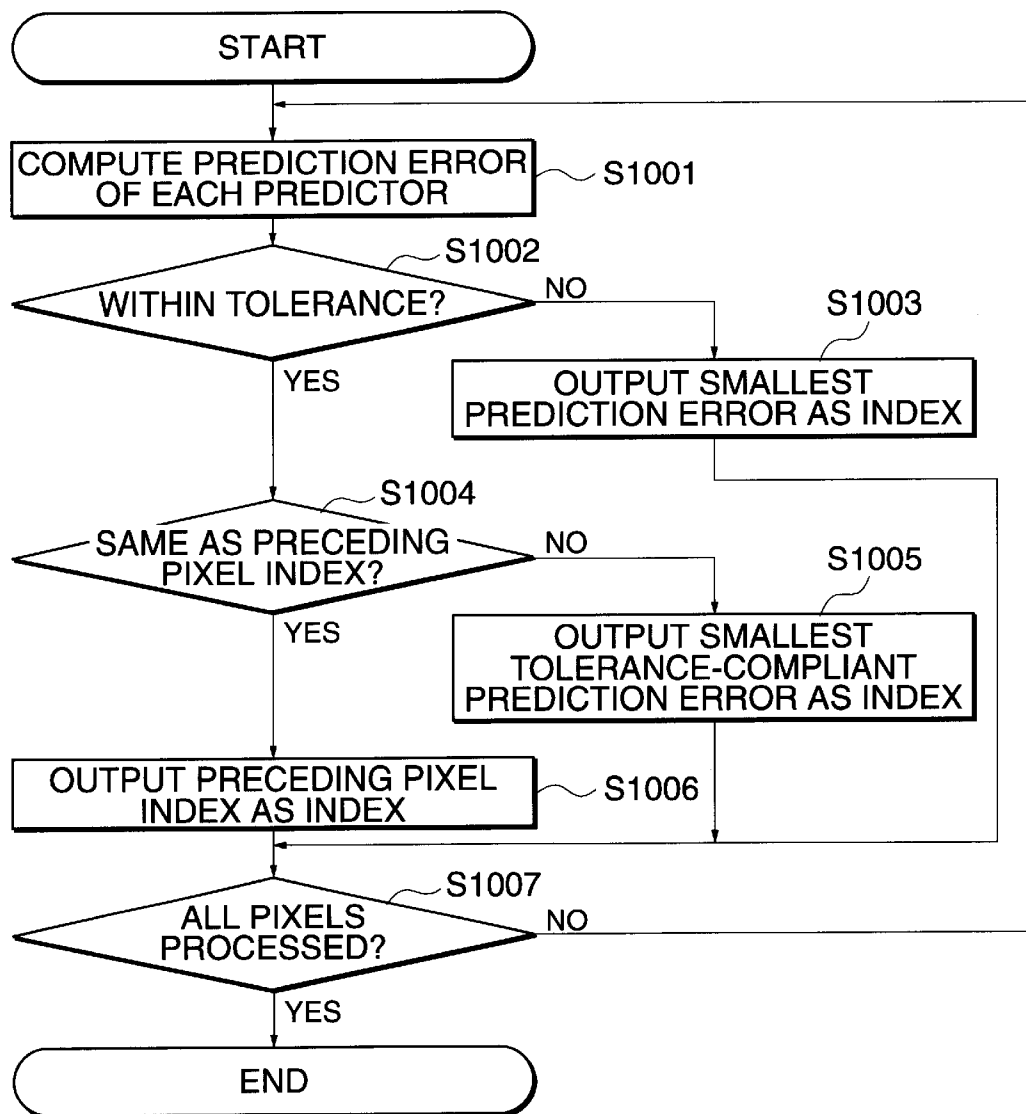 START
COMPUTE PREDICTION ERROR
OF EACH PREDICTOR
S1001
S1002
WITHIN TOLERANCE?
NO
YES
S1003
OUTPUT SMALLEST
PREDICTION ERROR AS INDEX
S1004
SAME AS PRECEDING
PIXEL INDEX?
NO
YES
S1005
OUTPUT SMALLEST
TOLERANCE-COMPLIANT
PREDICTION ERROR AS INDEX
OUTPUT PRECEDING PIXEL
INDEX AS INDEX
S1006
S1007
ALL PIXELS
PROCESSED?
NO
YES
END